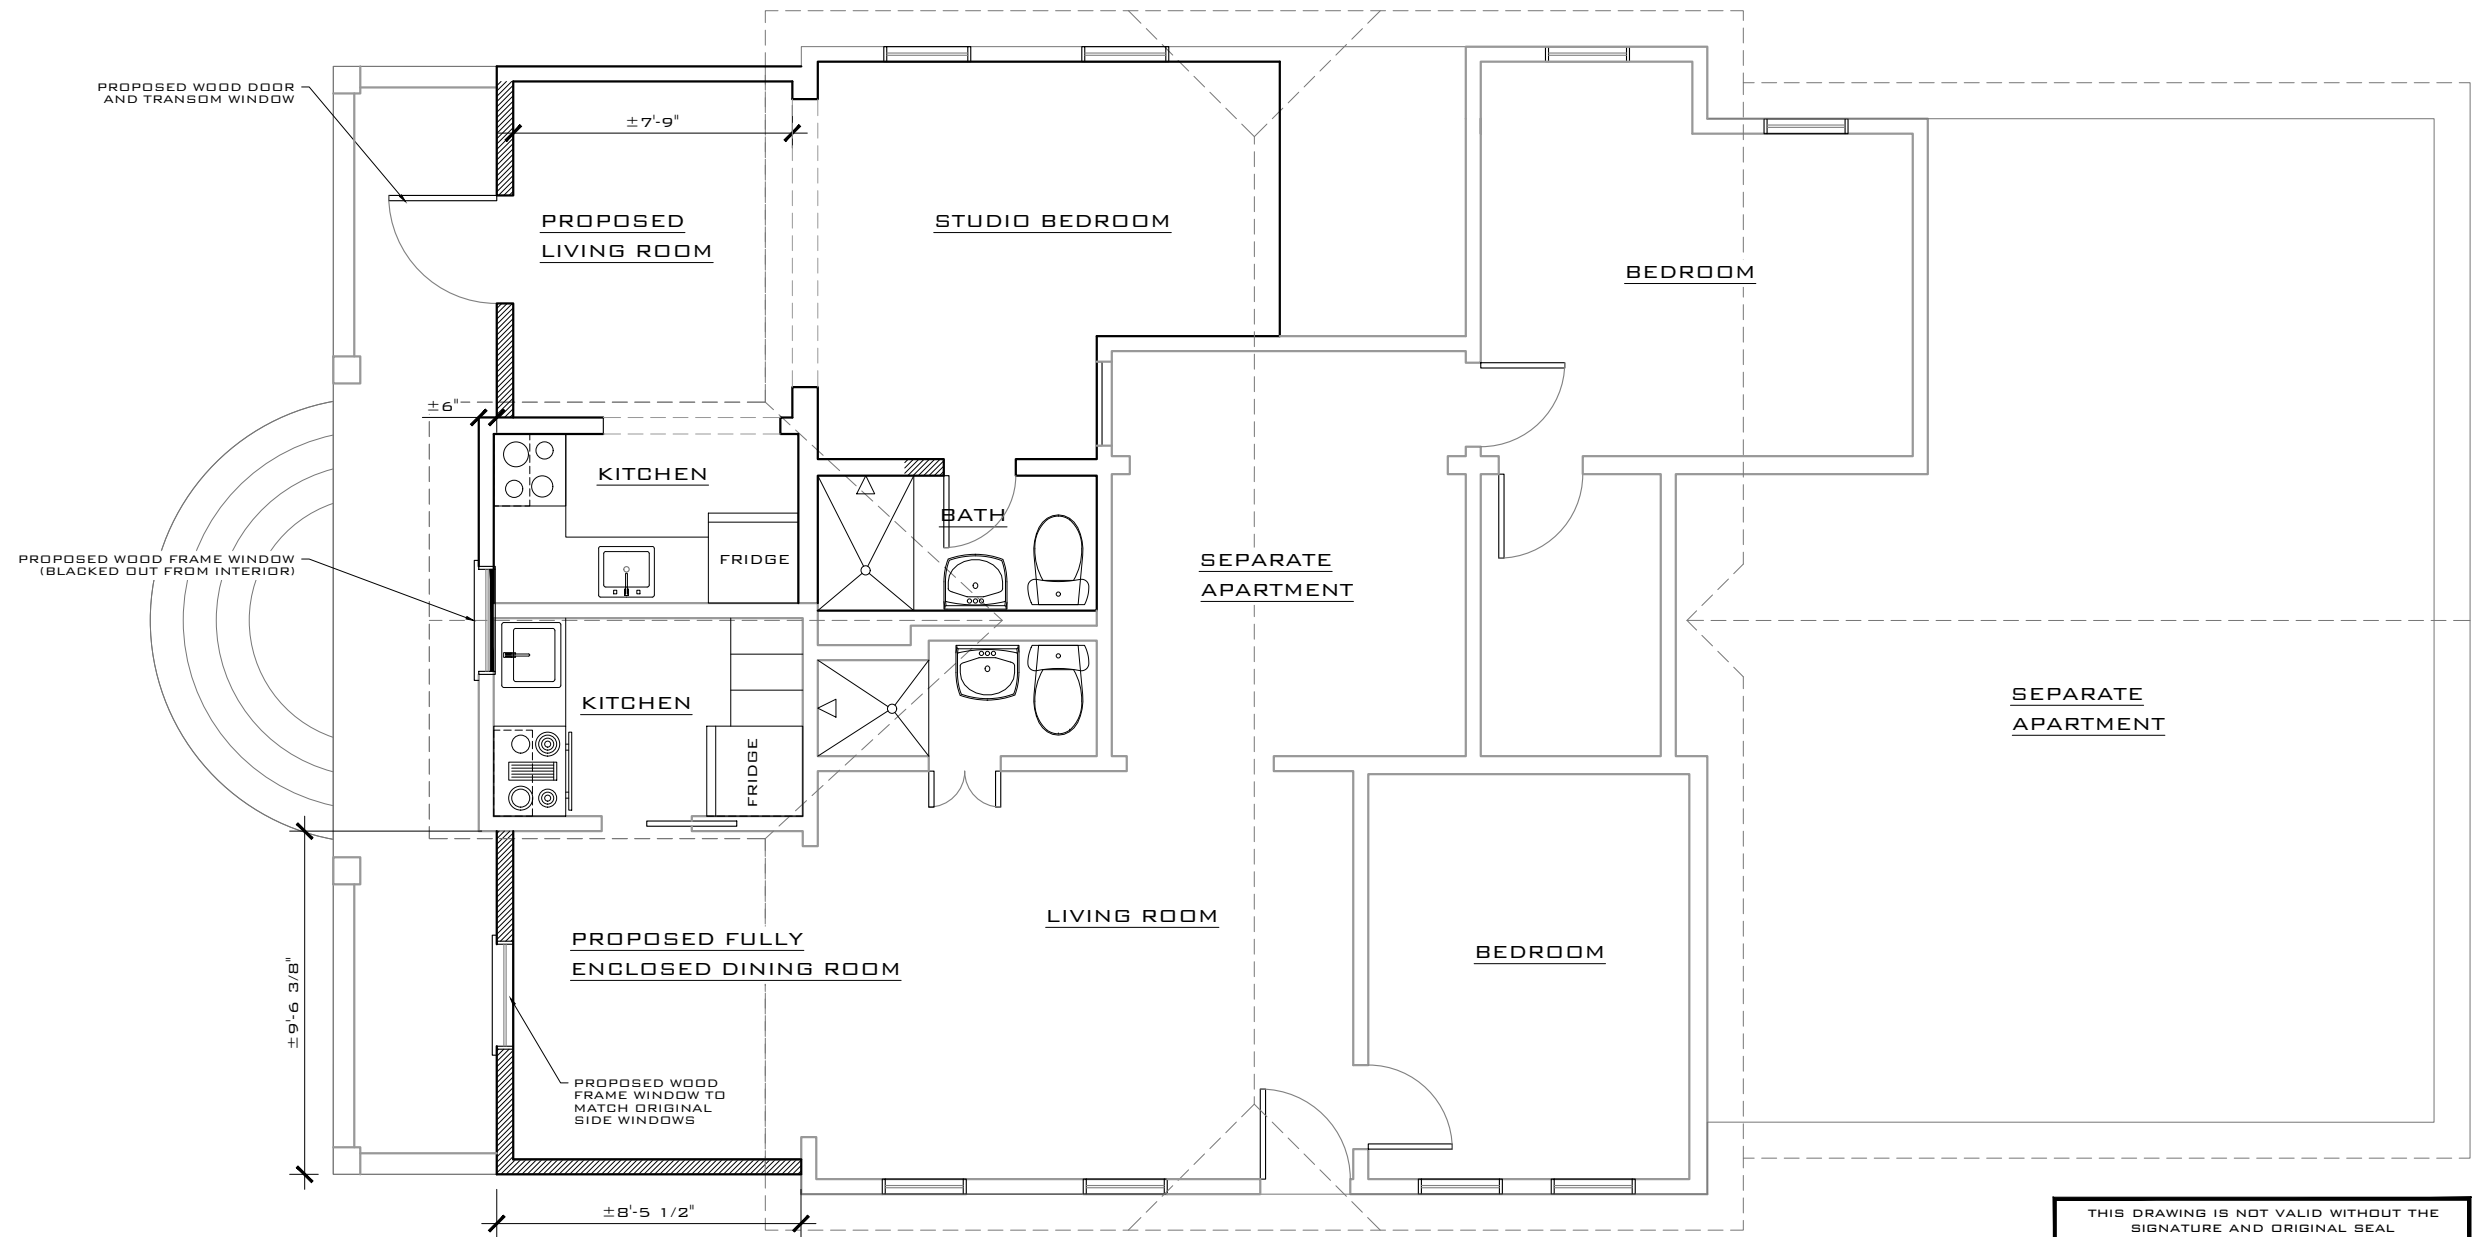 PROPOSED WOOD DOOR
AND TRANSOM WINDOW
±7'-9"
PROPOSED
LIVING ROOM
STUDIO BEDROOM
BEDROOM
±6"
KITCHEN
FRIDGE
BATH
PROPOSED WOOD FRAME WINDOW
(BLACKED OUT FROM INTERIOR)
SEPARATE
APARTMENT
KITCHEN
FRIDGE
SEPARATE
APARTMENT
LIVING ROOM
PROPOSED FULLY
ENCLOSED DINING ROOM
BEDROOM
±9'-6 3/8"
PROPOSED WOOD
FRAME WINDOW TO
MATCH ORIGINAL
SIDE WINDOWS
±8'-5 1/2"
THIS DRAWING IS NOT VALID WITHOUT THE
SIGNATURE AND ORIGINAL SEAL